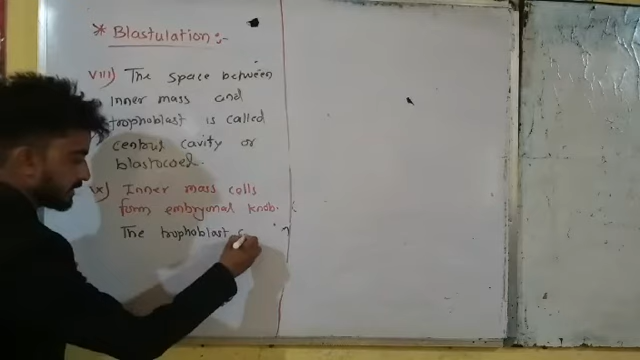 * Blastulation :-
VIII) The space between
inner mass and
trophoblast is called
centous cavity or
blastocoel.
IX) Inner mass cells
form embryonal knob.
The trophoblast